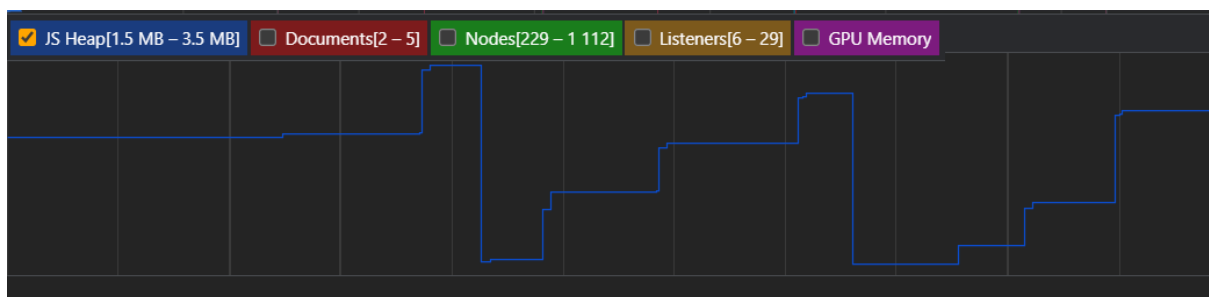 JS Heap[1.5 MB – 3.5 MB] Documents[2 – 5] Nodes[229 – 1 112] Listeners[6 – 29] GPU Memory